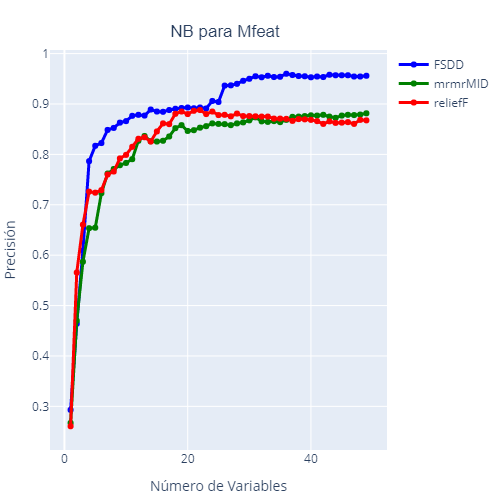 NB para Mfeat
FSDD
mrmrMID
reliefF
1
0.9
0.8
0.7
0.6
0.5
0.4
0.3
0
20
40
Precisión
Número de Variables